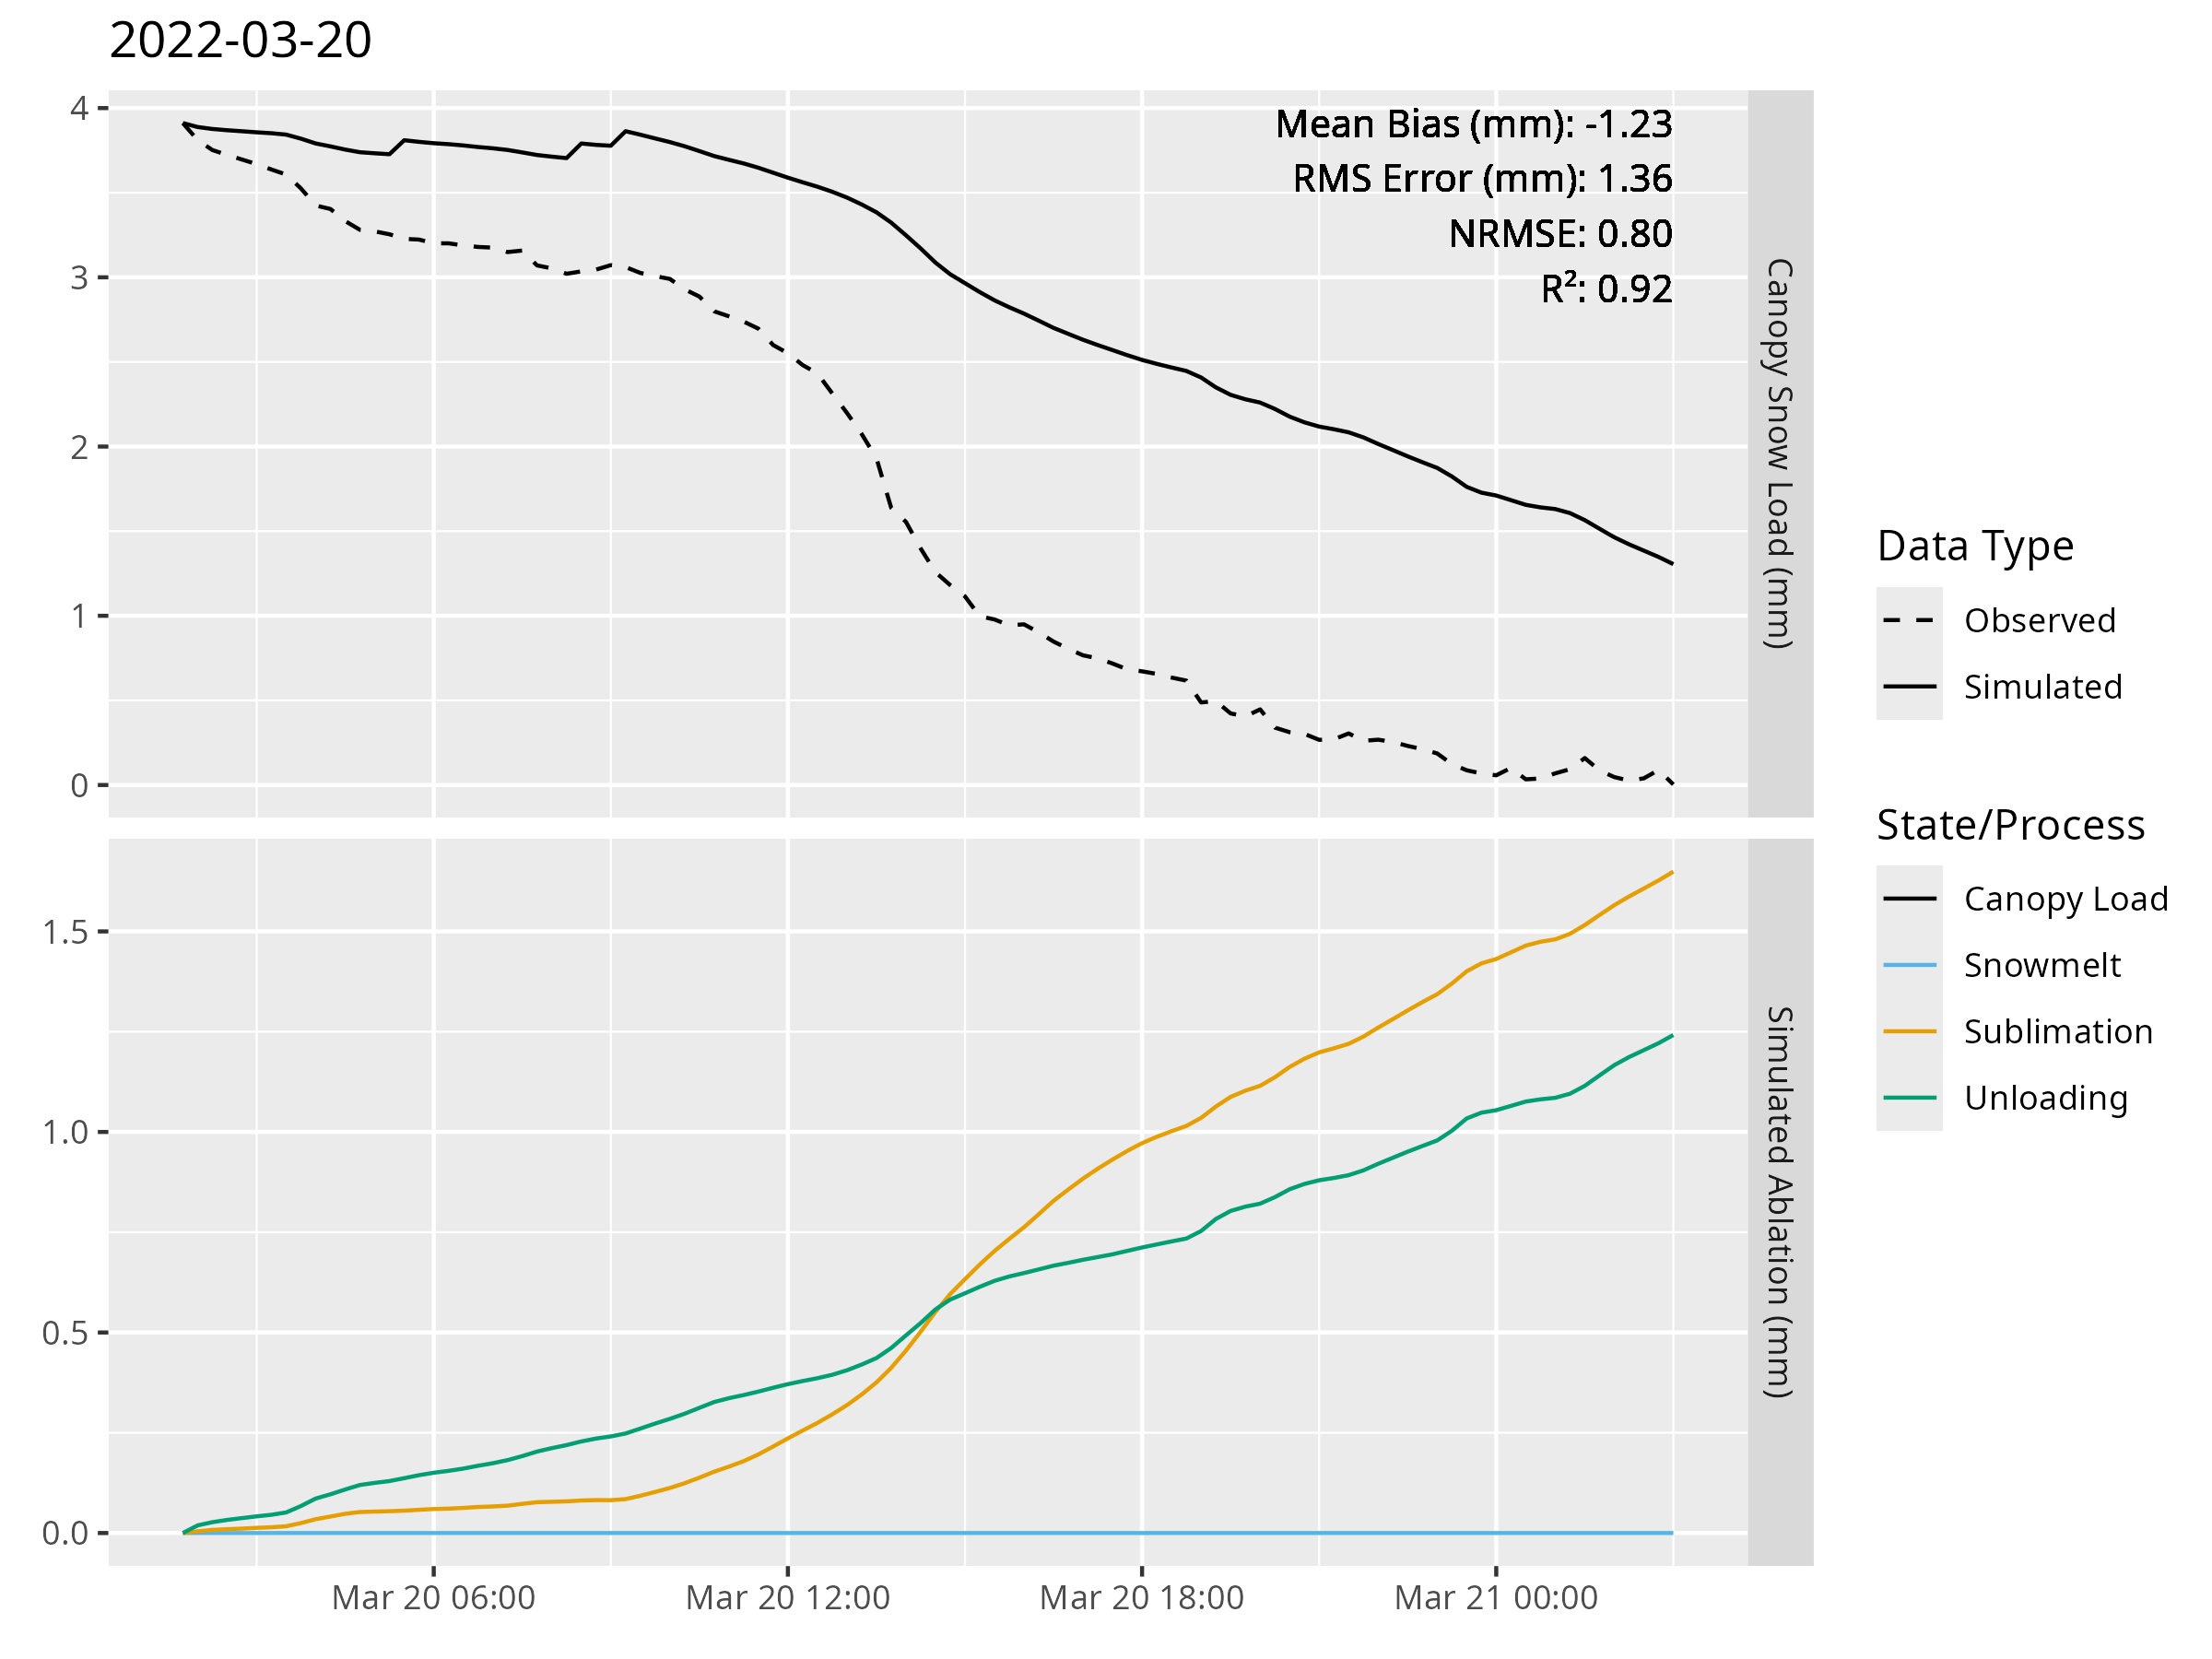 2022-03-20
4
3
2
1
0
Mean Bias (mm): -1.23
RMS Error (mm): 1.36
NRMSE: 0.80
R²: 0.92
Canopy Snow Load (mm)
1.5
1.0
0.5
0.0
Simulated Ablation (mm)
Mar 20 06:00
Mar 20 12:00
Mar 20 18:00
Mar 21 00:00
Data Type
Observed
Simulated
State/Process
Canopy Load
Snowmelt
Sublimation
Unloading